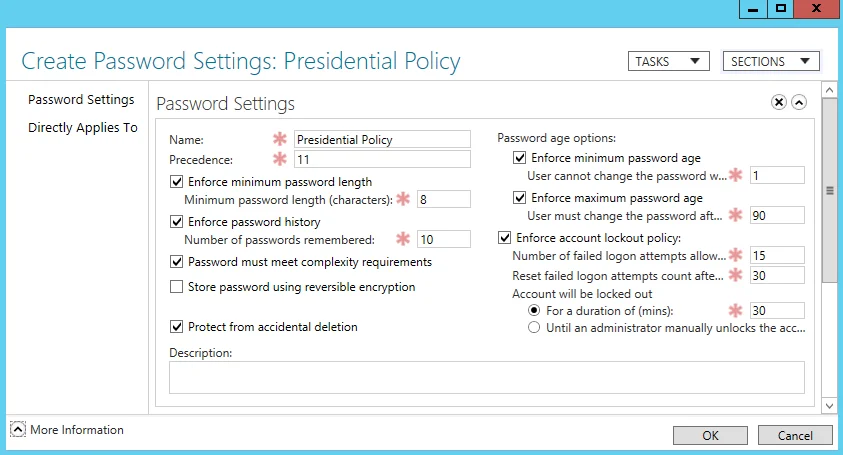 Create Password Settings: Presidential Policy
TASKS
SECTIONS
Password Settings
Directly Applies To
Password Settings
Name: * Presidential Policy
Precedence: * 11
Enforce minimum password length
Minimum password length (characters): * 8
Enforce password history
Number of passwords remembered: * 10
Password must meet complexity requirements
Store password using reversible encryption
Protect from accidental deletion
Password age options:
Enforce minimum password age
User cannot change the password w... * 1
Enforce maximum password age
User must change the password aft... * 90
Enforce account lockout policy:
Number of failed logon attempts allow... * 15
Reset failed logon attempts count afte... * 30
Account will be locked out
For a duration of (mins): * 30
Until an administrator manually unlocks the acc...
Description:
More Information
OK
Cancel